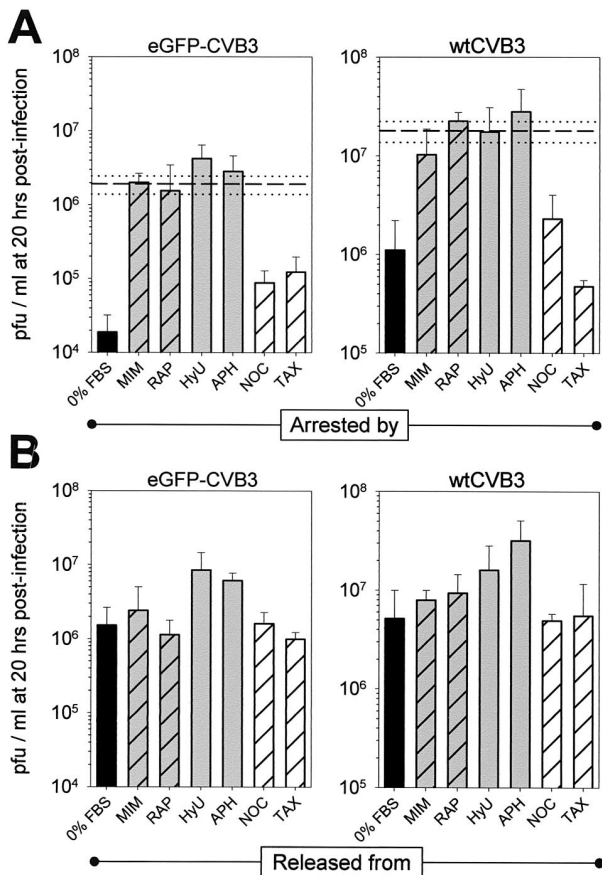 A
eGFP-CVB3
wtCVB3
pfu / ml at 20 hrs post-infection
10⁸
10⁷
10⁶
10⁵
10⁴
10⁸
10⁷
10⁶
10⁵
0% FBS MIM RAP HyU APH NOC TAX
0% FBS MIM RAP HyU APH NOC TAX
Arrested by
B
eGFP-CVB3
wtCVB3
pfu / ml at 20 hrs post-infection
10⁸
10⁷
10⁶
10⁵
10⁴
10⁸
10⁷
10⁶
10⁵
0% FBS MIM RAP HyU APH NOC TAX
0% FBS MIM RAP HyU APH NOC TAX
Released from